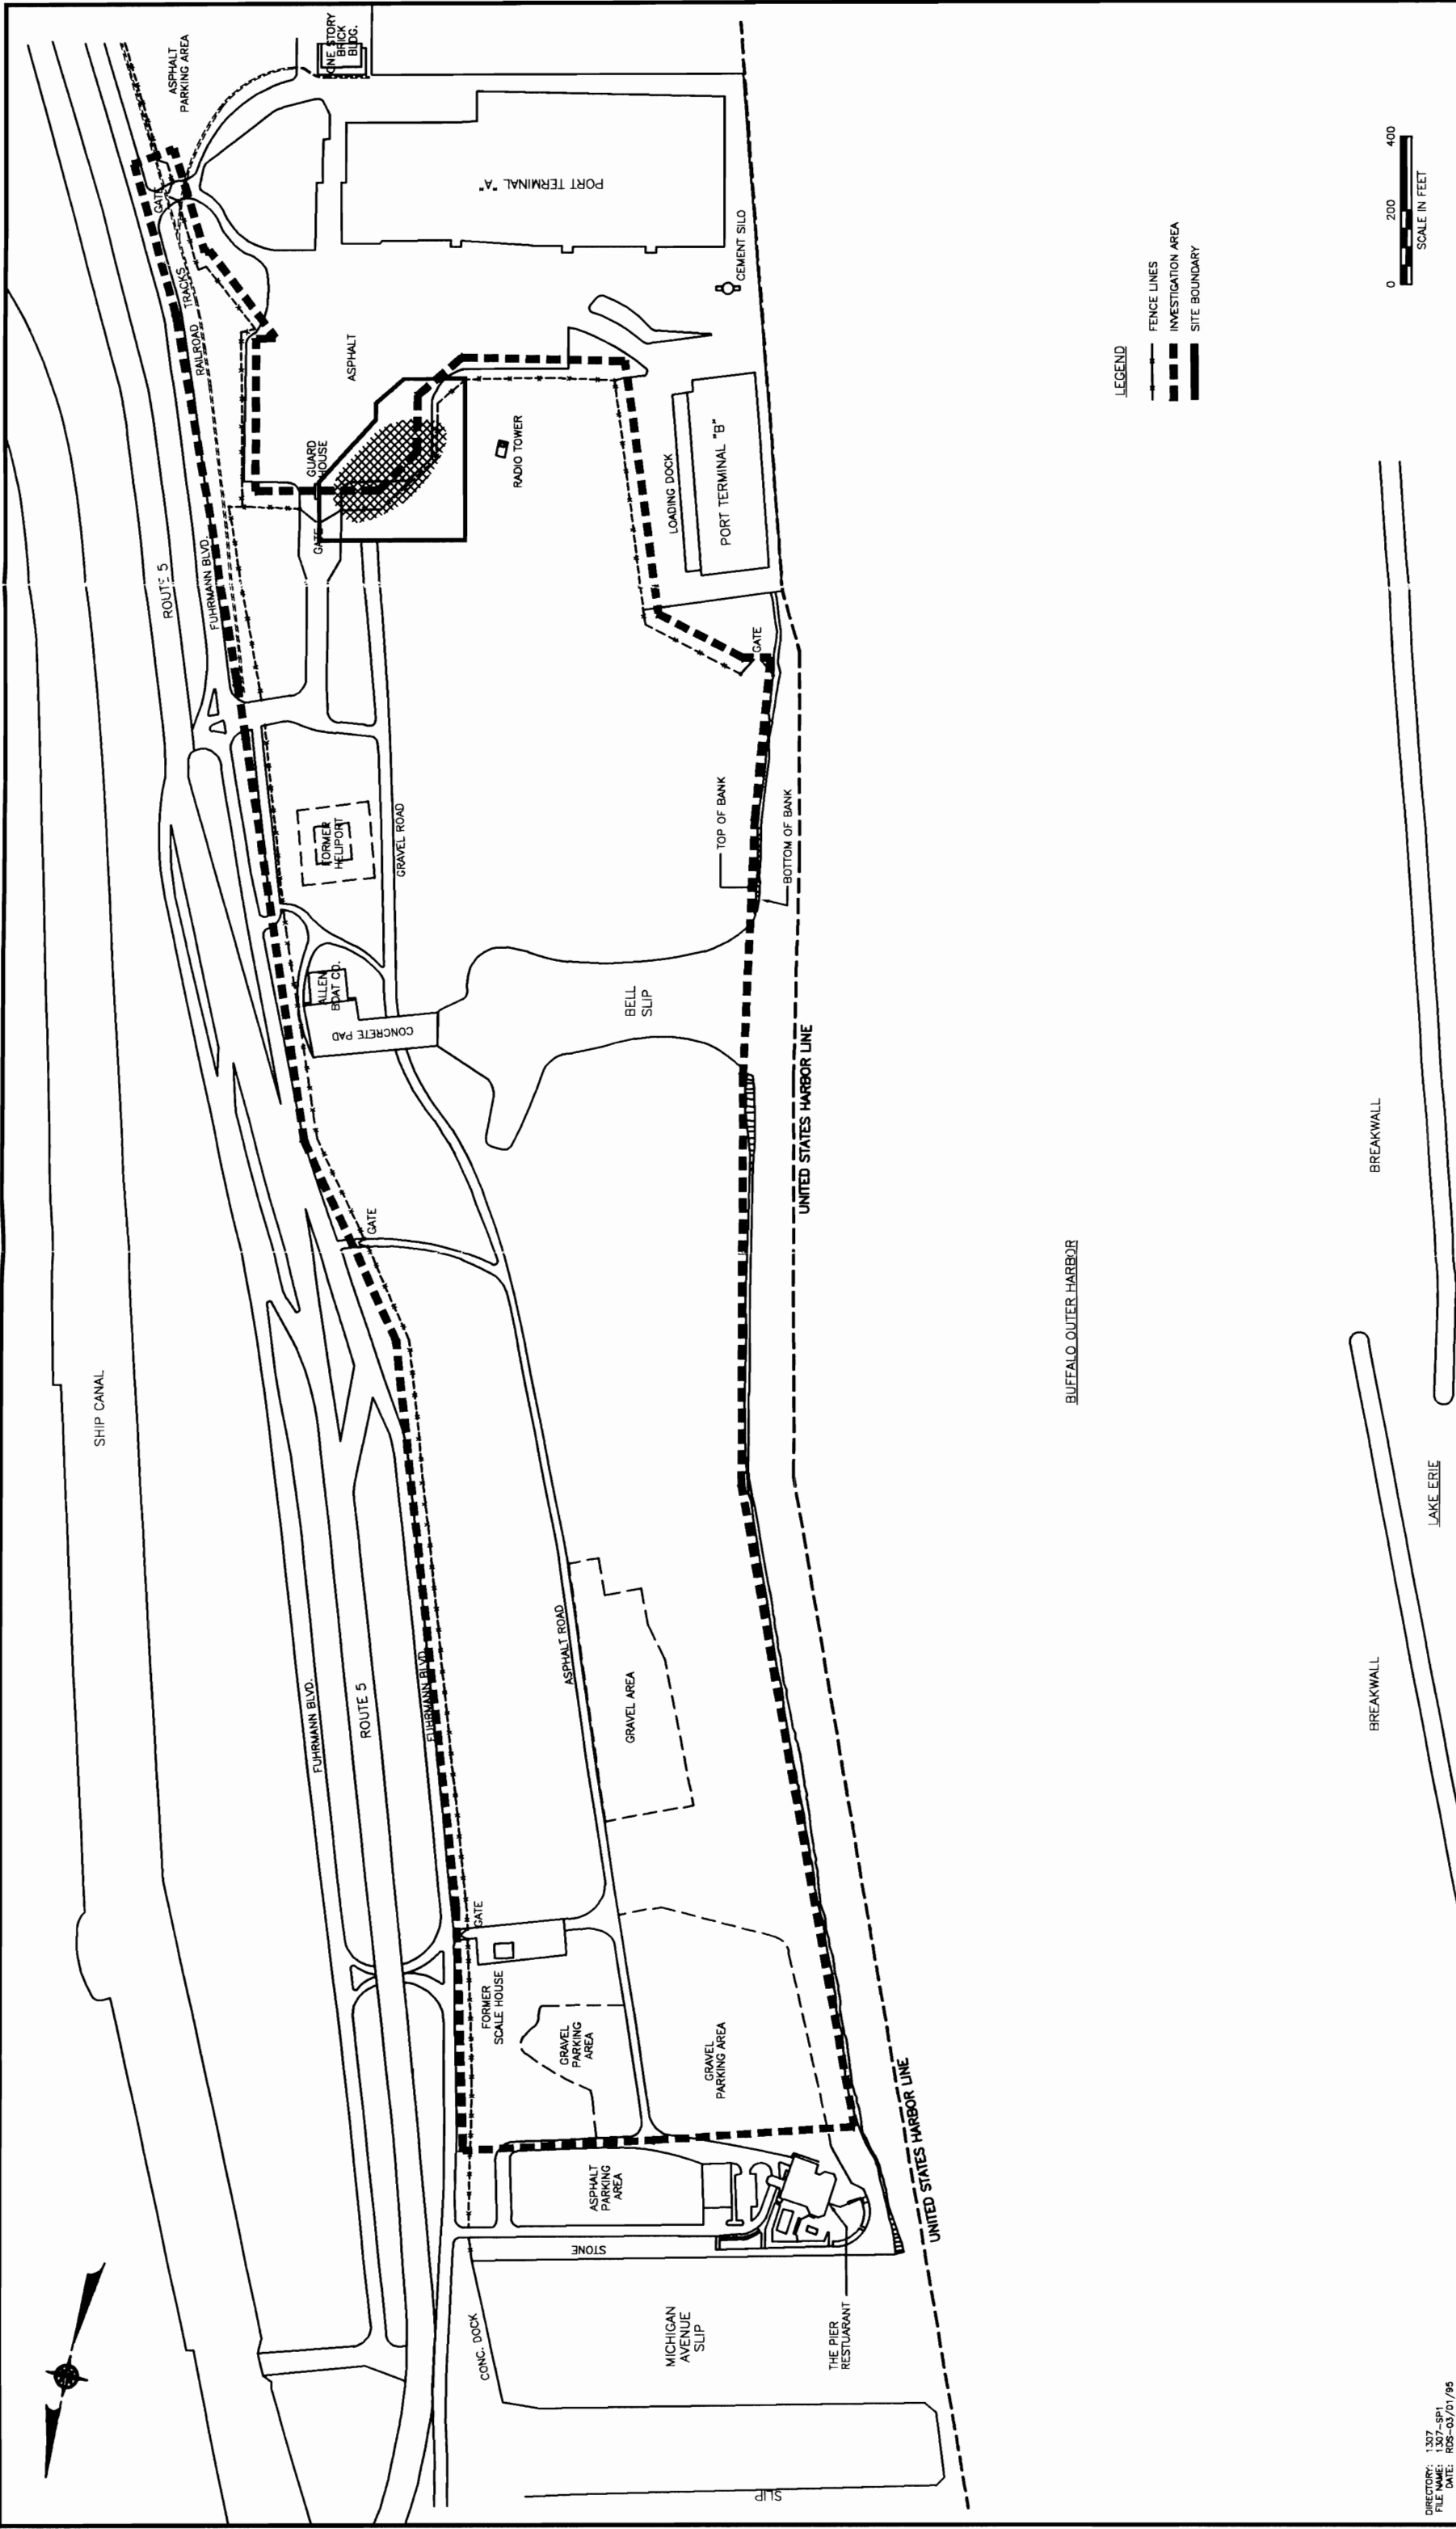 SHIP CANAL
FUHRMANN BLVD.
ROUTE 5
FUHRMANN BLVD.
ROUTE 5
FUHRMANN BLVD.
RAILROAD
TRACKS
GATE
ASPHALT
PARKING AREA
ONE STORY
BRICK
BLDG.
CONC. DOCK
MICHIGAN
AVENUE
SLIP
SLIP
STONE
THE PIER
RESTUARANT
ASPHALT
PARKING
AREA
FORMER
SCALE HOUSE
GATE
GRAVEL
PARKING
AREA
GRAVEL
PARKING AREA
ASPHALT ROAD
GRAVEL AREA
GATE
CONCRETE PAD
ALLEN
BOAT CO.
FORMER
HELIPORT
GRAVEL ROAD
BELL
SLIP
GATE
GUARD
HOUSE
ASPHALT
RADIO TOWER
LOADING DOCK
PORT TERMINAL "B"
PORT TERMINAL "A"
CEMENT SILO
GATE
TOP OF BANK
BOTTOM OF BANK
UNITED STATES HARBOR LINE
UNITED STATES HARBOR LINE
BUFFALO OUTER HARBOR
LEGEND
FENCE LINES
INVESTIGATION AREA
SITE BOUNDARY
BREAKWALL
BREAKWALL
LAKE ERIE
0 200 400
SCALE IN FEET
DIRECTORY: 1307
FILE NAME: 1307-SP1
DATE: RDS-03/01/95